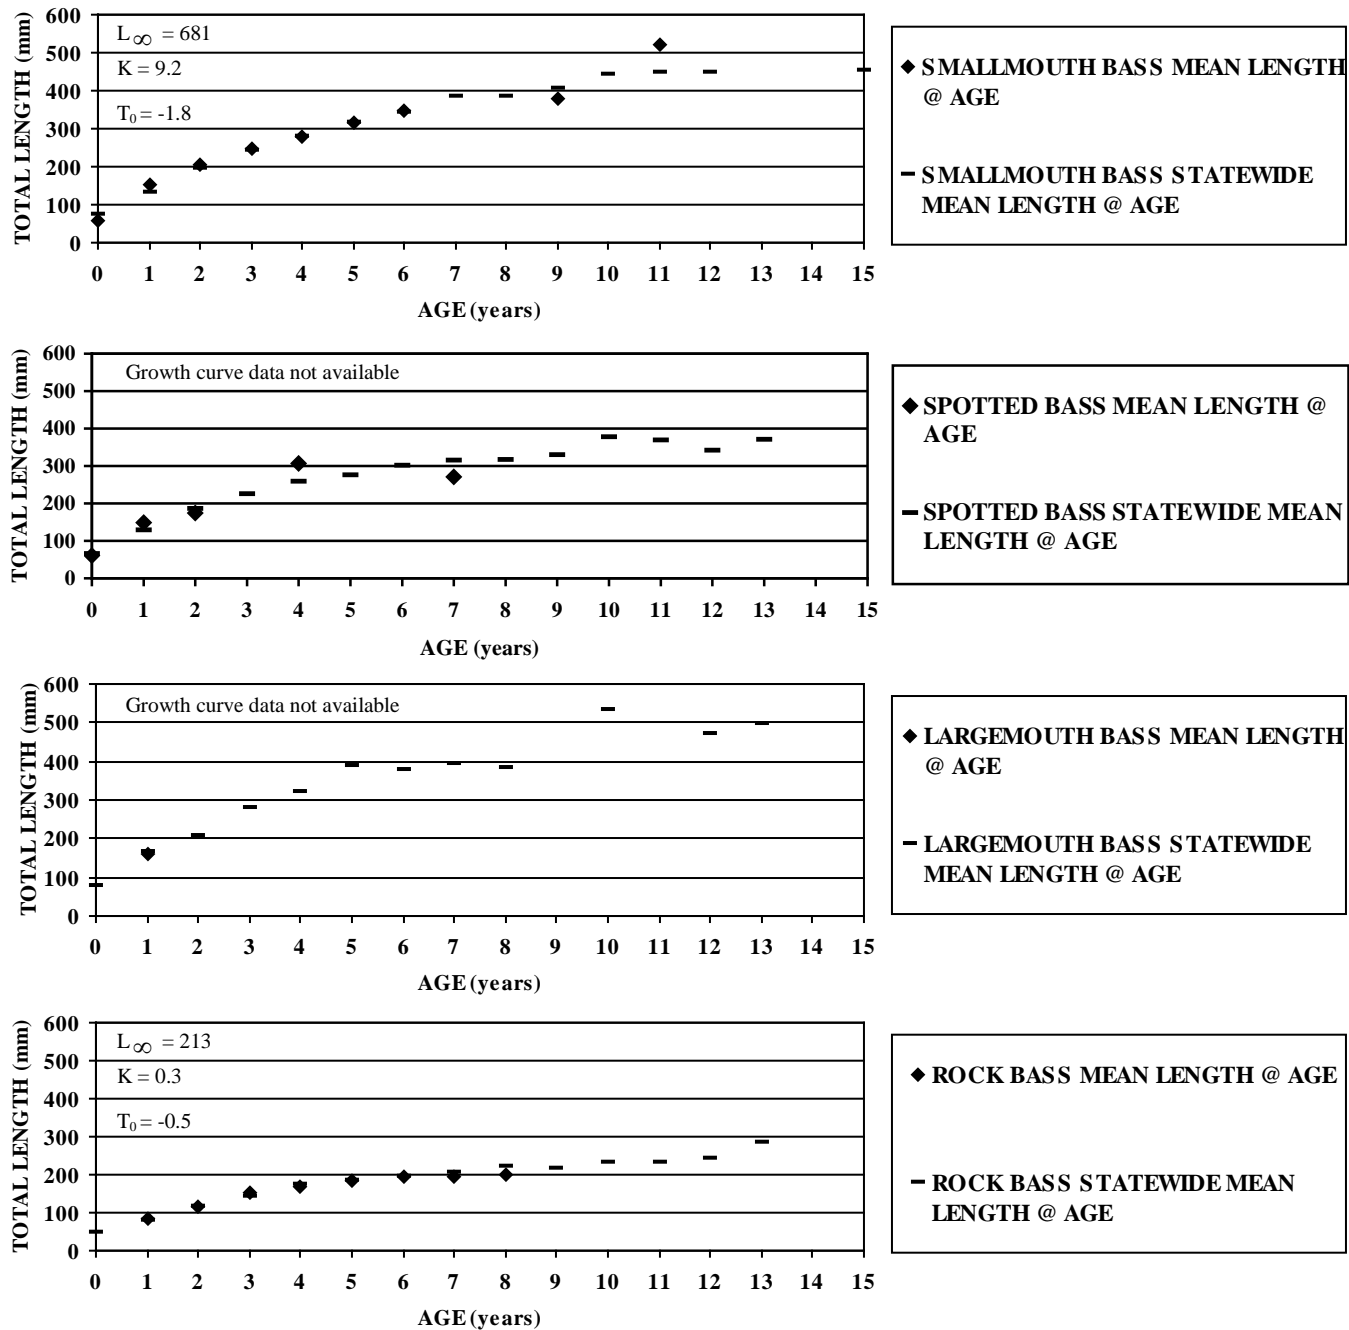 TOTAL LENGTH (mm)
600
500
400
300
200
100
0
L∞ = 681
K = 9.2
T0 = -1.8
0 1 2 3 4 5 6 7 8 9 10 11 12 13 14 15
AGE (years)
SMALLMOUTH BASS MEAN LENGTH
@ AGE
SMALLMOUTH BASS STATEWIDE
MEAN LENGTH @ AGE
TOTAL LENGTH (mm)
600
500
400
300
200
100
0
Growth curve data not available
0 1 2 3 4 5 6 7 8 9 10 11 12 13 14 15
AGE (years)
SPOTTED BASS MEAN LENGTH @
AGE
SPOTTED BASS STATEWIDE MEAN
LENGTH @ AGE
TOTAL LENGTH (mm)
600
500
400
300
200
100
0
Growth curve data not available
0 1 2 3 4 5 6 7 8 9 10 11 12 13 14 15
AGE (years)
LARGEMOUTH BASS MEAN LENGTH
@ AGE
LARGEMOUTH BASS STATEWIDE
MEAN LENGTH @ AGE
TOTAL LENGTH (mm)
600
500
400
300
200
100
0
L∞ = 213
K = 0.3
T0 = -0.5
0 1 2 3 4 5 6 7 8 9 10 11 12 13 14 15
AGE (years)
ROCK BASS MEAN LENGTH @ AGE
ROCK BASS STATEWIDE MEAN
LENGTH @ AGE